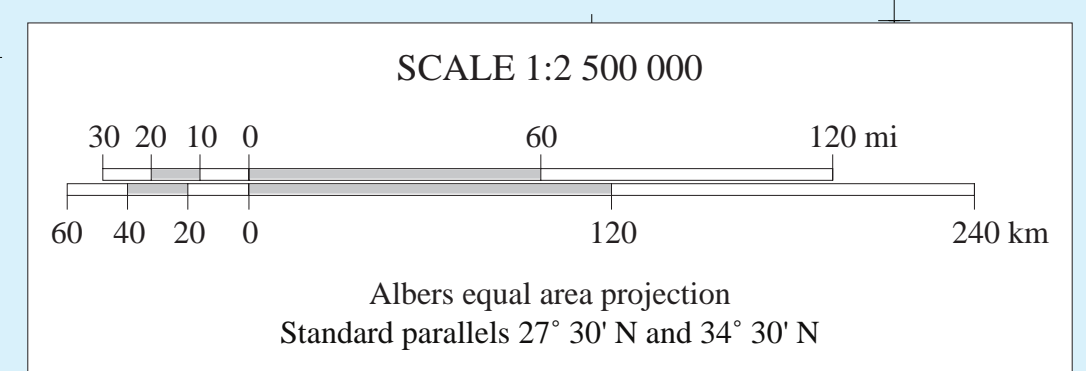 SCALE 1:2 500 000
30 20 10 0 60 120 mi
60 40 20 0 120 240 km
Albers equal area projection
Standard parallels 27˚ 30' N and 34˚ 30' N